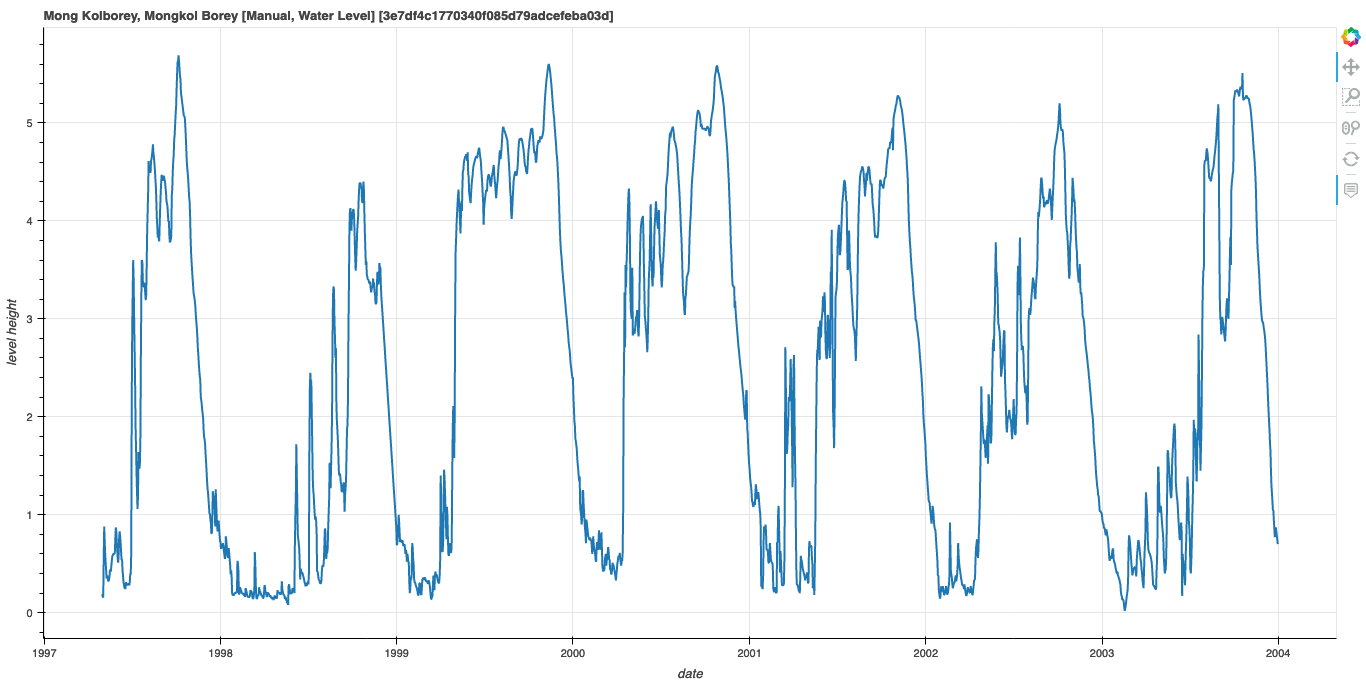 Mong Kolborey, Mongkol Borey [Manual, Water Level] [3e7df4c1770340f085d79adcefeba03d]
level height
5
4
3
2
1
0
1997 1998 1999 2000 2001 2002 2003 2004
date